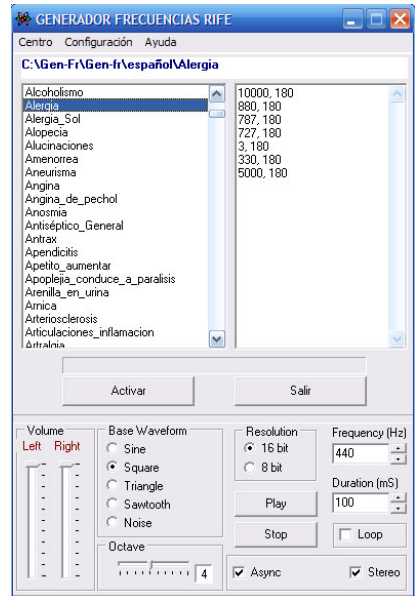 GENERADOR FRECUENCIAS RIFE
Centro Configuración Ayuda
C:\Gen-Fr\Gen-fr\español\Alergia
Alcoholismo
Alergia
Alergia_Sol
Alopecia
Alucinaciones
Amenorrea
Aneurisma
Angina
Angina_de_pechol
Anosmia
Antiséptico_General
Antrax
Apendicitis
Apetito_aumentar
Apoplejia_conduce_a_paralisis
Arenilla_en_urina
Arnica
Arteriosclerosis
Articulaciones_inflamacion
Artralgia
10000, 180
880, 180
787, 180
727, 180
3, 180
330, 180
5000, 180
Activar
Salir
Volume
Left Right
Base Waveform
Sine
Square
Triangle
Sawtooth
Noise
Octave
4
Resolution
16 bit
8 bit
Play
Stop
Frequency (Hz)
440
Duration (mS)
100
Loop
Async
Stereo